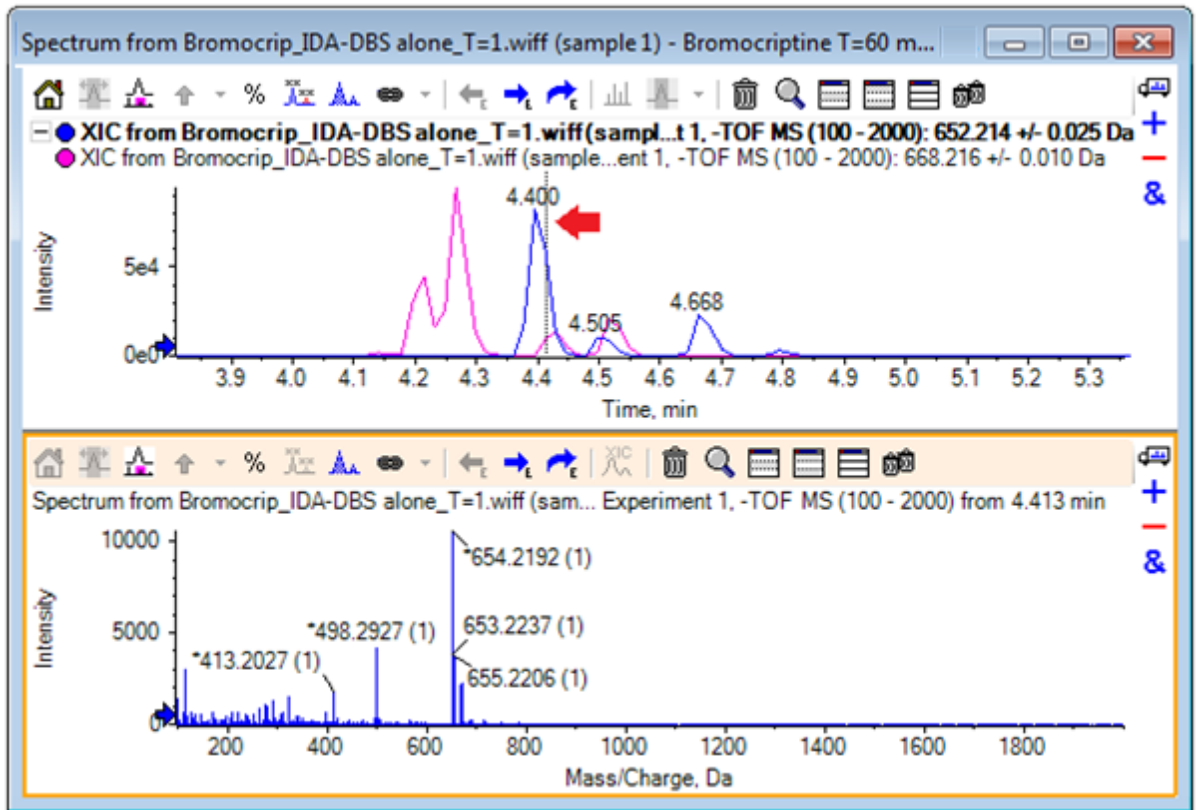 Spectrum from Bromocrip_IDA-DBS alone_T=1.wiff (sample 1) - Bromocriptine T=60 m...
%
E
E
XIC from Bromocrip_IDA-DBS alone_T=1.wiff (sampl...t 1, -TOF MS (100 - 2000): 652.214 +/- 0.025 Da
XIC from Bromocrip_IDA-DBS alone_T=1.wiff (sample...ent 1, -TOF MS (100 - 2000): 668.216 +/- 0.010 Da
&
Intensity
5e4
0e0
4.400
4.505
4.668
3.9 4.0 4.1 4.2 4.3 4.4 4.5 4.6 4.7 4.8 4.9 5.0 5.1 5.2 5.3
Time, min
%
E
E
XIC
Spectrum from Bromocrip_IDA-DBS alone_T=1.wiff (sam... Experiment 1, -TOF MS (100 - 2000) from 4.413 min
&
Intensity
10000
5000
0
*654.2192 (1)
*498.2927 (1)
653.2237 (1)
*413.2027 (1)
655.2206 (1)
200 400 600 800 1000 1200 1400 1600 1800
Mass/Charge, Da